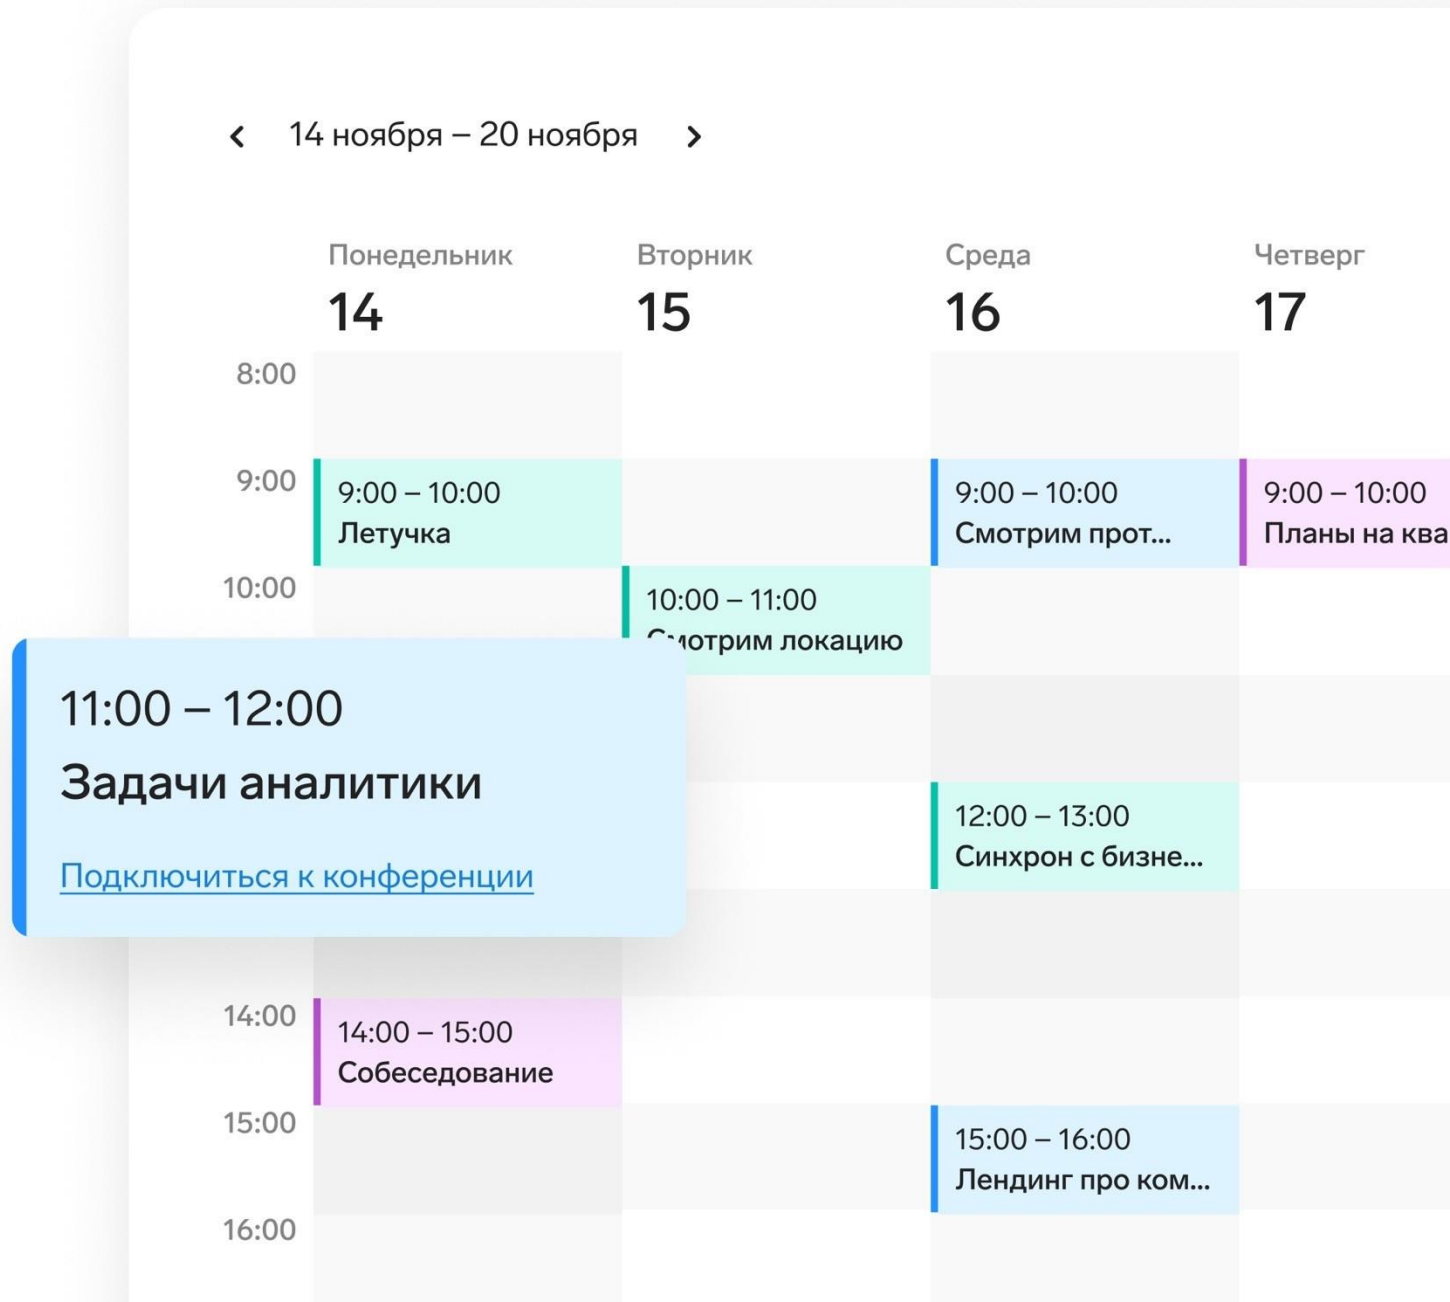 14 ноября – 20 ноября
Понедельник
14
Вторник
15
Среда
16
Четверг
17
8:00
9:00
9:00 – 10:00
Летучка
9:00 – 10:00
Смотрим прот...
9:00 – 10:00
Планы на ква
10:00
10:00 – 11:00
Смотрим локацию
11:00 – 12:00
Задачи аналитики
Подключиться к конференции
12:00 – 13:00
Синхрон с бизне...
14:00
14:00 – 15:00
Собеседование
15:00
15:00 – 16:00
Лендинг про ком...
16:00